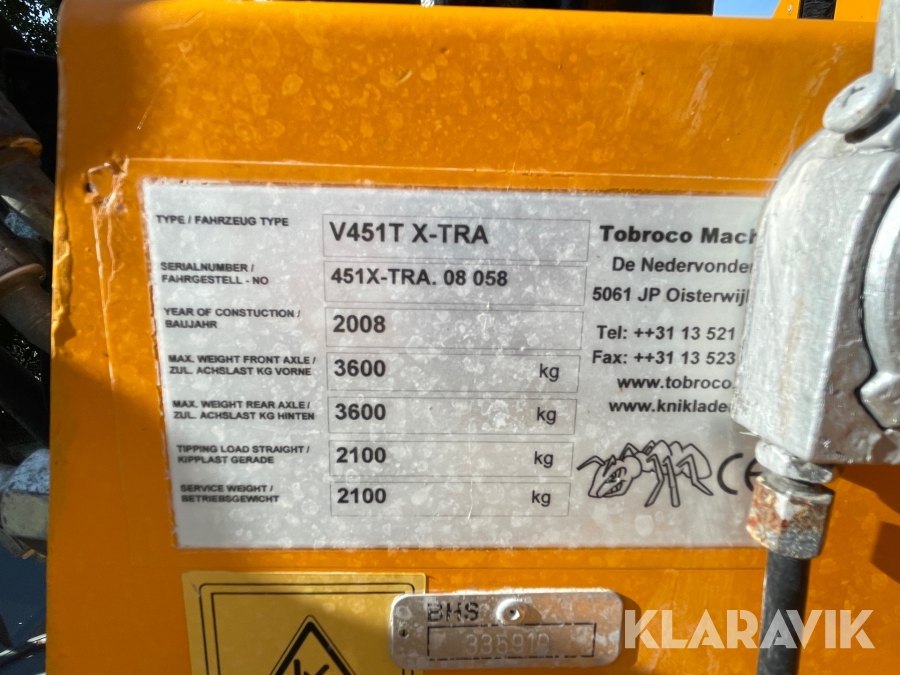 TYPE / FAHRZEUG TYPE
V451T X-TRA
SERIALNUMBER /
FAHRGESTELL - NO
451X-TRA. 08 058
YEAR OF CONSTUCTION /
BAUJAHR
2008
MAX. WEIGHT FRONT AXLE /
ZUL. ACHSLAST KG VORNE
3600 kg
MAX. WEIGHT REAR AXLE /
ZUL. ACHSLAST KG HINTEN
3600 kg
TIPPING LOAD STRAIGHT /
KIPPLAST GERADE
2100 kg
SERVICE WEIGHT /
BETRIEBSGEWICHT
2100 kg
Tobroco Mach
De Nedervonder
5061 JP Oisterwij
Tel: ++31 13 521
Fax: ++31 13 523
www.tobroco.
www.kniklade
CE
BHS
KLARAVIK